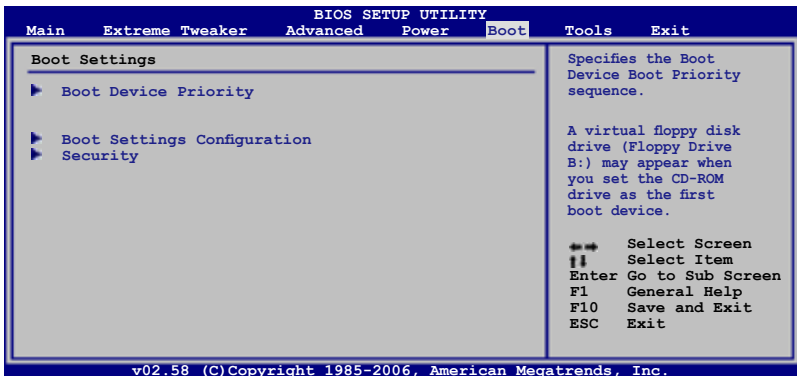 BIOS SETUP UTILITY
Main Extreme Tweaker Advanced Power Boot Tools Exit
Boot Settings
Boot Device Priority
Boot Settings Configuration
Security
Specifies the Boot
Device Boot Priority
sequence.
A virtual floppy disk
drive (Floppy Drive
B:) may appear when
you set the CD-ROM
drive as the first
boot device.
Select Screen
Select Item
Enter Go to Sub Screen
F1 General Help
F10 Save and Exit
ESC Exit
v02.58 (C)Copyright 1985-2006, American Megatrends, Inc.